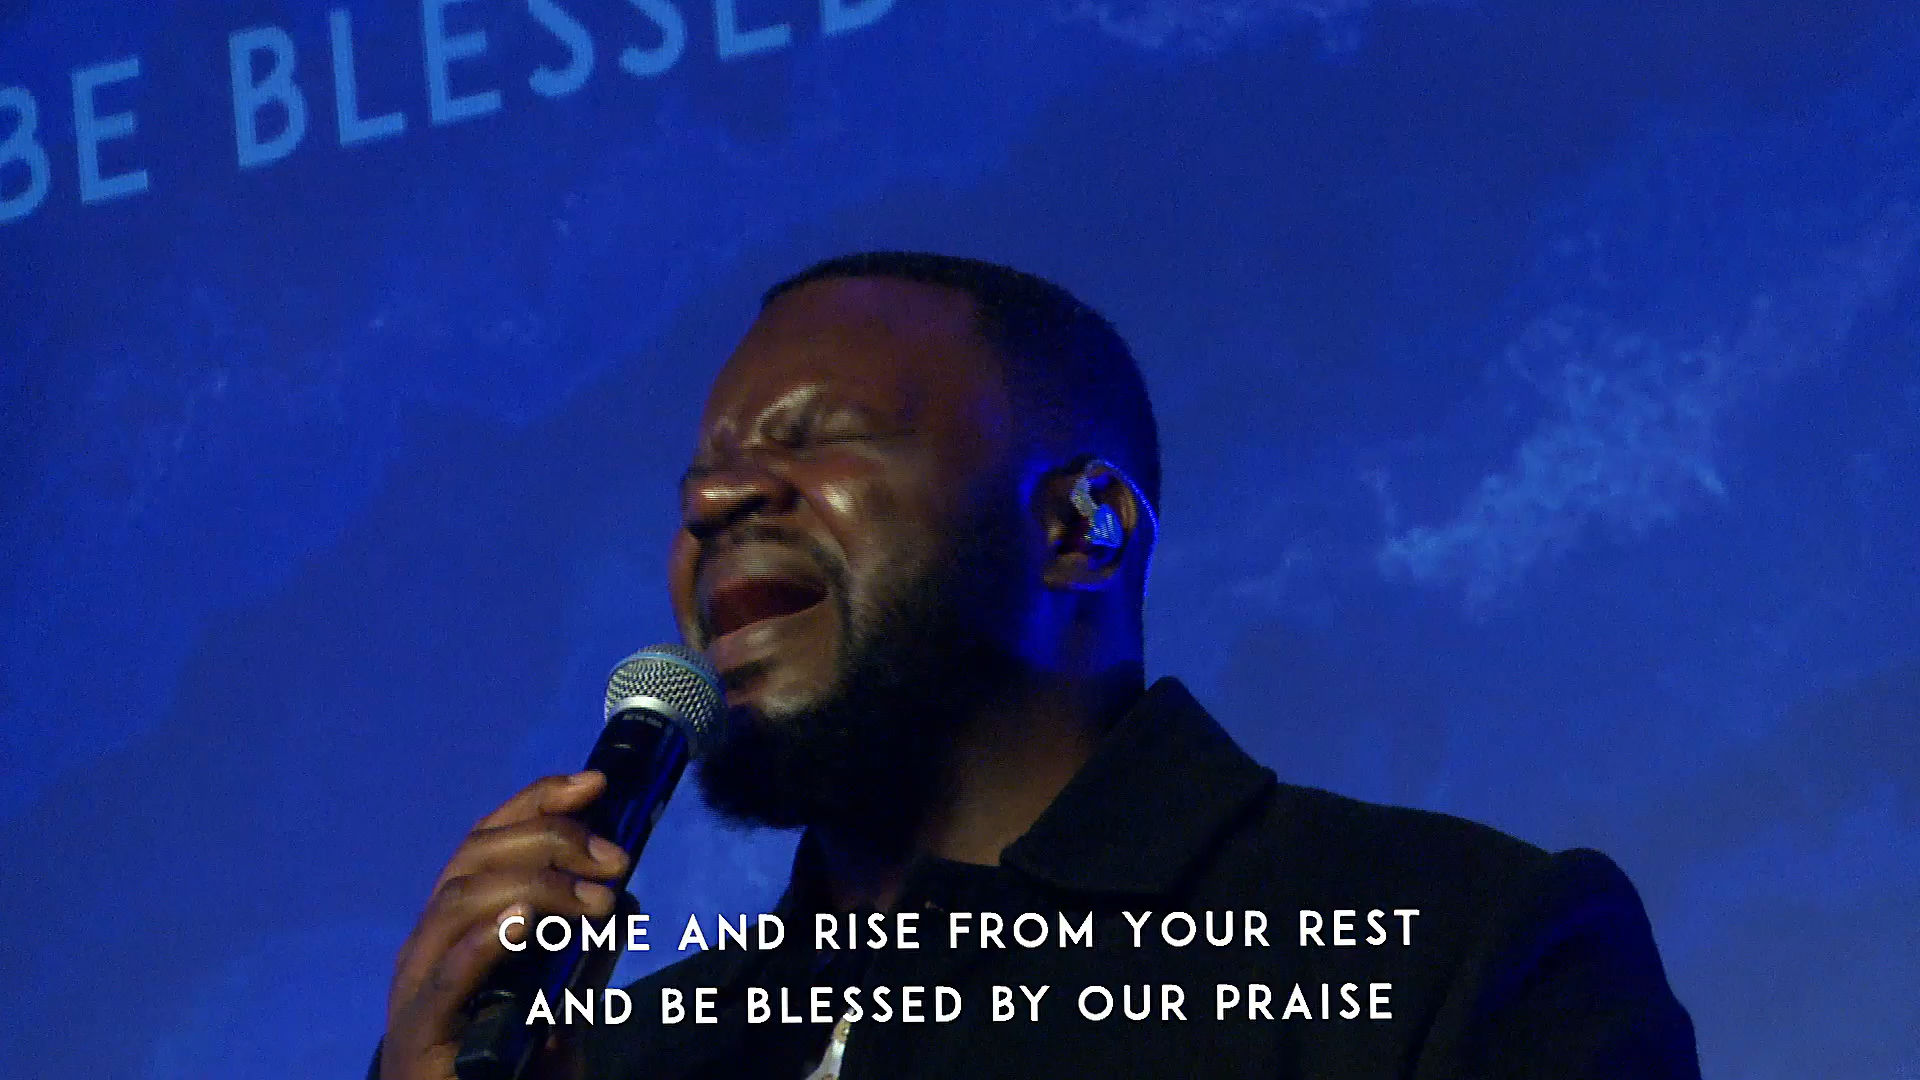 BE BLESSED
COME AND RISE FROM YOUR REST
AND BE BLESSED BY OUR PRAISE